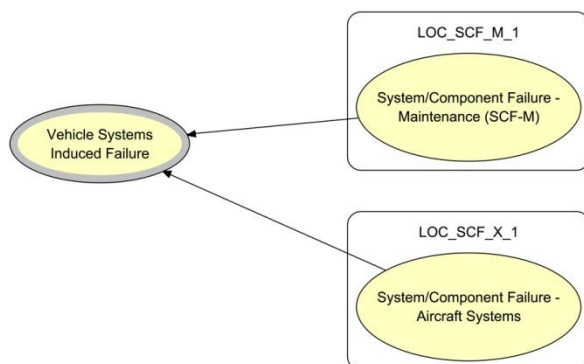 LOC_SCF_M_1
System/Component Failure -
Maintenance (SCF-M)
Vehicle Systems
Induced Failure
LOC_SCF_X_1
System/Component Failure -
Aircraft Systems